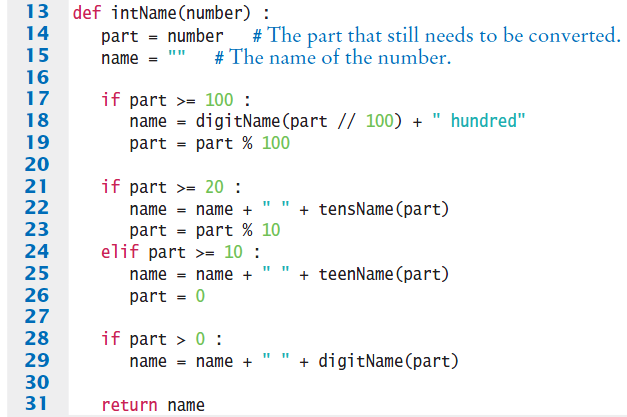 13 def intName(number) :
14     part = number   # The part that still needs to be converted.
15     name = ""   # The name of the number.
16
17     if part >= 100 :
18         name = digitName(part // 100) + " hundred"
19         part = part % 100
20
21     if part >= 20 :
22         name = name + " " + tensName(part)
23         part = part % 10
24     elif part >= 10 :
25         name = name + " " + teenName(part)
26         part = 0
27
28     if part > 0 :
29         name = name + " " + digitName(part)
30
31     return name